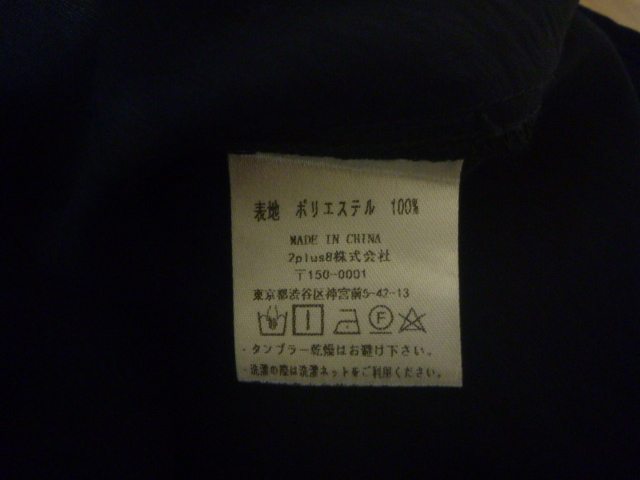 表地 ポリエステル 100%
MADE IN CHINA
2plus8株式会社
〒150-0001
東京都渋谷区神宮前5-42-13
F
・タンブラー乾燥はお避け下さい。
・洗濯の際は洗濯ネットをご利用ください。